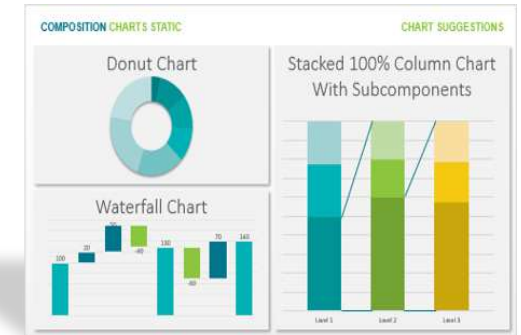 COMPOSITION CHARTS STATIC
CHART SUGGESTIONS
Donut Chart
Waterfall Chart
100
20
-40
130
-60
70
140
Stacked 100% Column Chart
With Subcomponents
Level 1
Level 2
Level 3